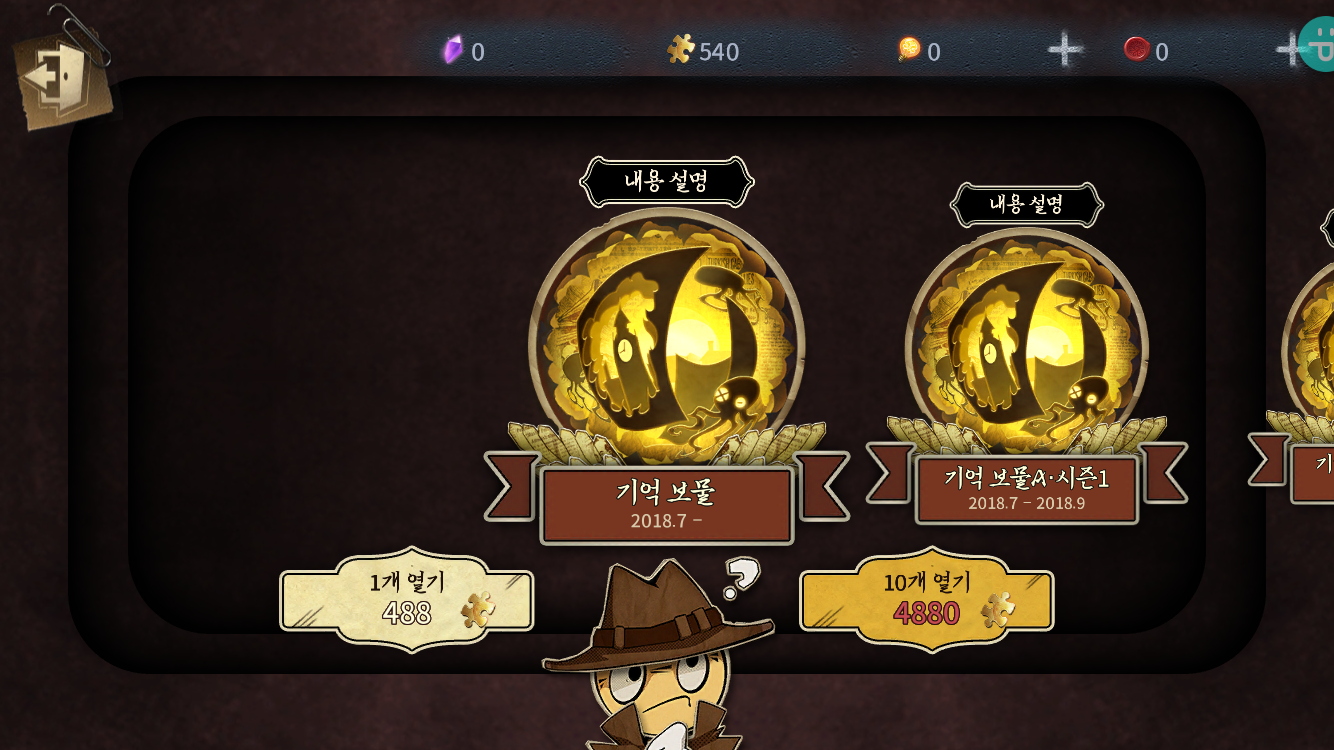 0
540
0
0
내용 설명
내용 설명
기억 보물
2018.7 -
기억 보물A·시즌1
2018.7 - 2018.9
기
1개 열기
488
10개 열기
4880
?